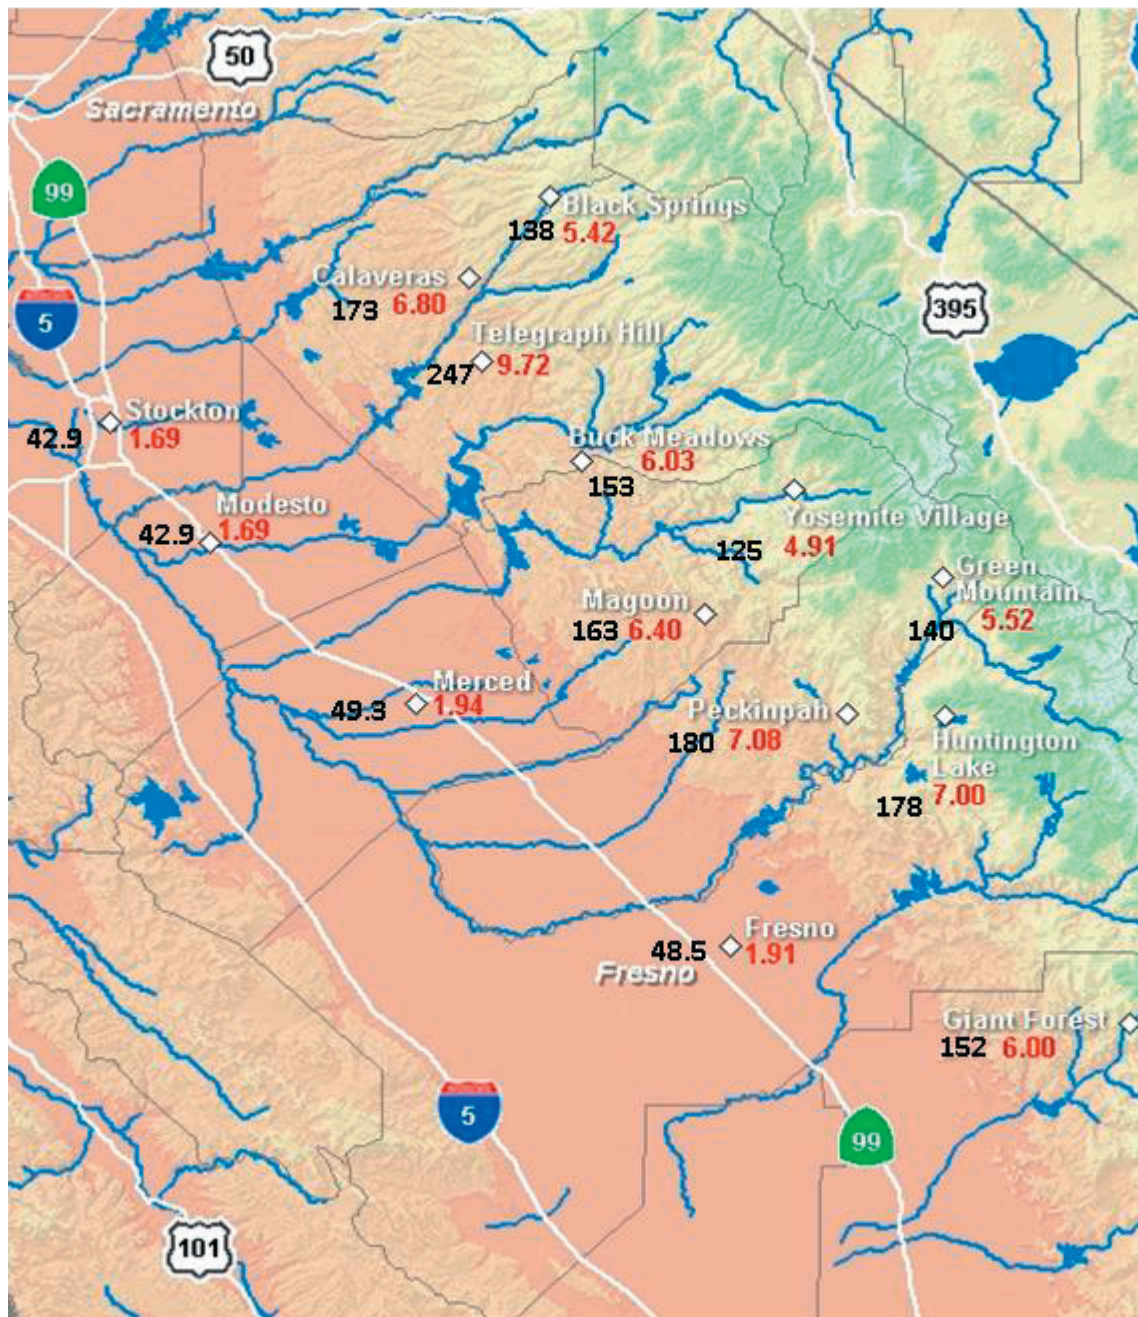 50
Sacramento
99
Black Springs
138 5.42
Calaveras
173 6.80
5
395
Telegraph Hill
247 9.72
Stockton
42.9 1.69
Buck Meadows
6.03
153
Modesto
42.9 1.69
Yosemite Village
125 4.91
Green
Mountain
140 5.52
Magoon
163 6.40
Merced
49.3 1.94
Peckinpah
180 7.08
Huntington
Lake
178 7.00
Fresno
48.5 1.91
Fresno
Giant Forest
152 6.00
5
99
101